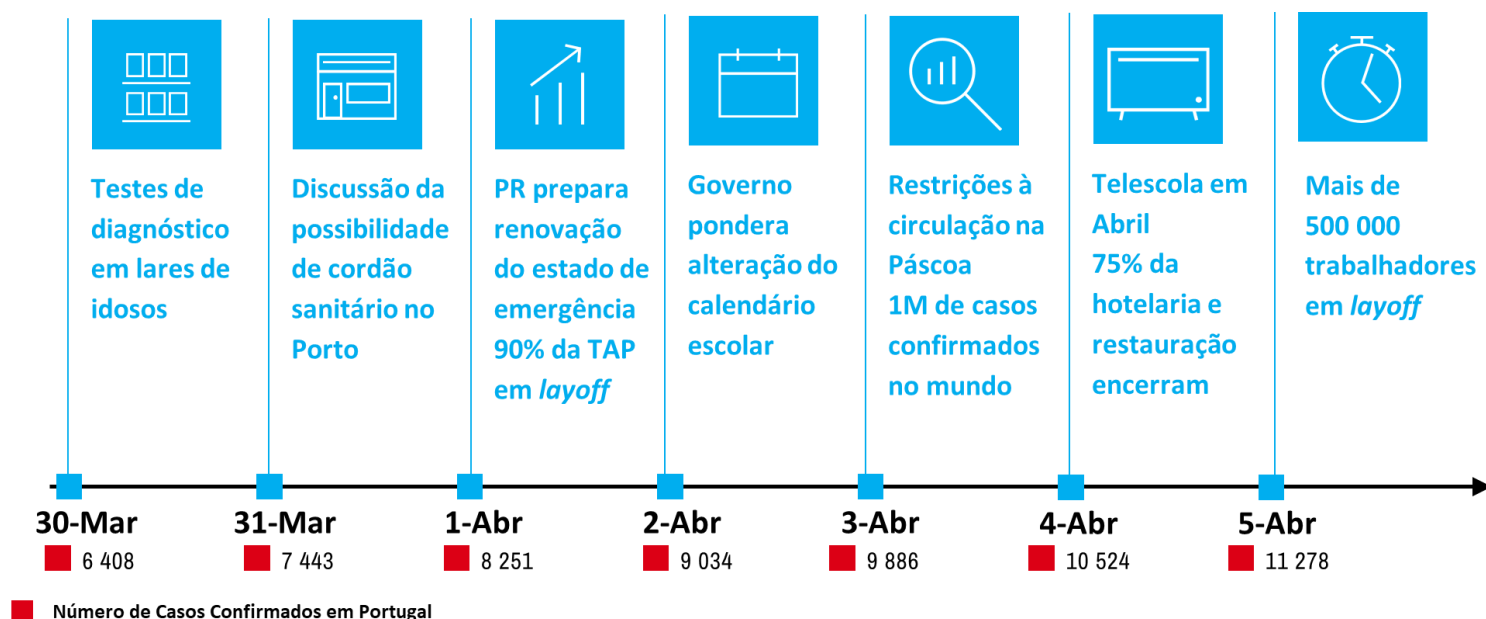 Testes de
diagnóstico
em lares de
idosos
Discussão da
possibilidade
de cordão
sanitário no
Porto
PR prepara
renovação
do estado de
emergência
90% da TAP
em layoff
Governo
pondera
alteração do
calendário
escolar
Restrições à
circulação na
Páscoa
1M de casos
confirmados
no mundo
Telescola em
Abril
75% da
hotelaria e
restauração
encerram
Mais de
500 000
trabalhadores
em layoff
30-Mar
31-Mar
1-Abr
2-Abr
3-Abr
4-Abr
5-Abr
6 408
7 443
8 251
9 034
9 886
10 524
11 278
Número de Casos Confirmados em Portugal